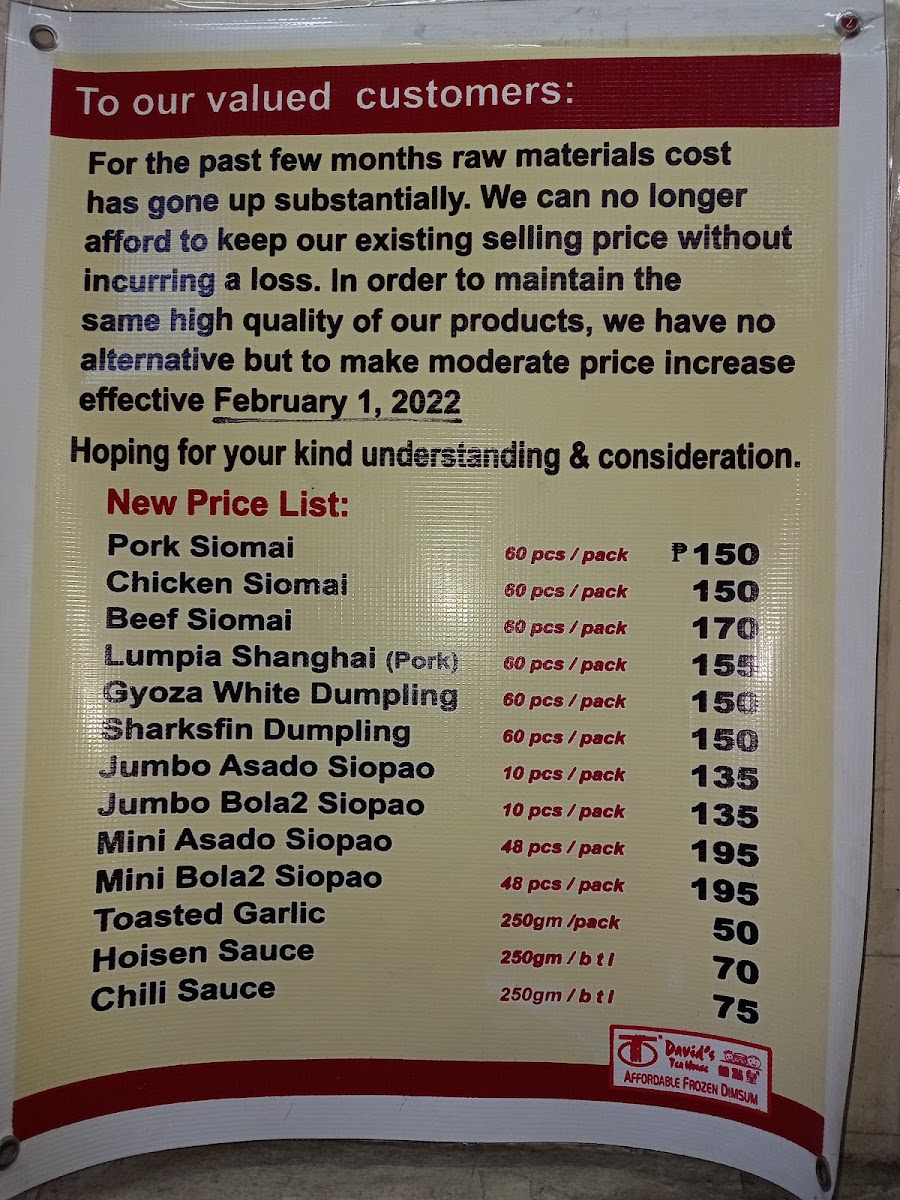 To our valued customers:
For the past few months raw materials cost
has gone up substantially. We can no longer
afford to keep our existing selling price without
incurring a loss. In order to maintain the
same high quality of our products, we have no
alternative but to make moderate price increase
effective February 1, 2022
Hoping for your kind understanding & consideration.
New Price List:
Pork Siomai 60 pcs / pack ₱150
Chicken Siomai 60 pcs / pack 150
Beef Siomai 60 pcs / pack 170
Lumpia Shanghai (Pork) 60 pcs / pack 155
Gyoza White Dumpling 60 pcs / pack 150
Sharksfin Dumpling 60 pcs / pack 150
Jumbo Asado Siopao 10 pcs / pack 135
Jumbo Bola2 Siopao 10 pcs / pack 135
Mini Asado Siopao 48 pcs / pack 195
Mini Bola2 Siopao 48 pcs / pack 195
Toasted Garlic 250gm /pack 50
Hoisen Sauce 250gm / b t l 70
Chili Sauce 250gm / b t l 75
David's
Tea House
AFFORDABLE FROZEN DIMSUM